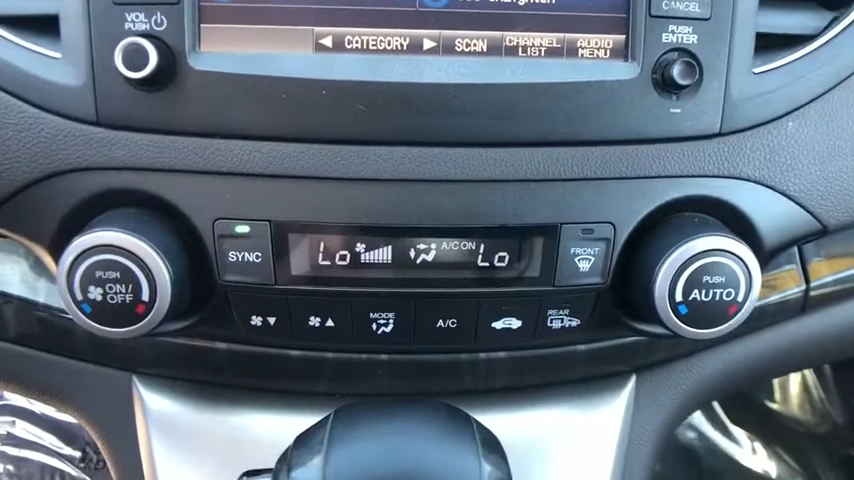 VOL
PUSH
CANCEL
CATEGORY
SCAN
CHANNEL
LIST
AUDIO
MENU
PUSH
ENTER
SYNC
Lo
A/C ON
Lo
FRONT
PUSH
ON/
OFF
PUSH
AUTO
MODE
A/C
REAR